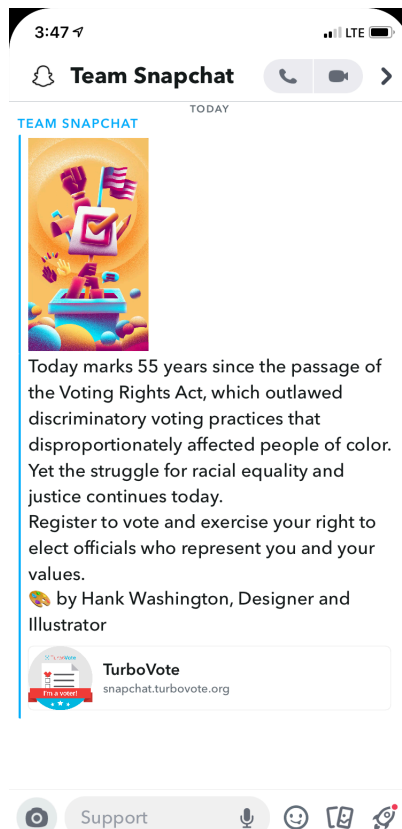 3:47
LTE
Team Snapchat
TODAY
TEAM SNAPCHAT
Today marks 55 years since the passage of
the Voting Rights Act, which outlawed
discriminatory voting practices that
disproportionately affected people of color.
Yet the struggle for racial equality and
justice continues today.
Register to vote and exercise your right to
elect officials who represent you and your
values.
🎨 by Hank Washington, Designer and
Illustrator
TurboVote
I'm a voter!
TurboVote
snapchat.turbovote.org
Support